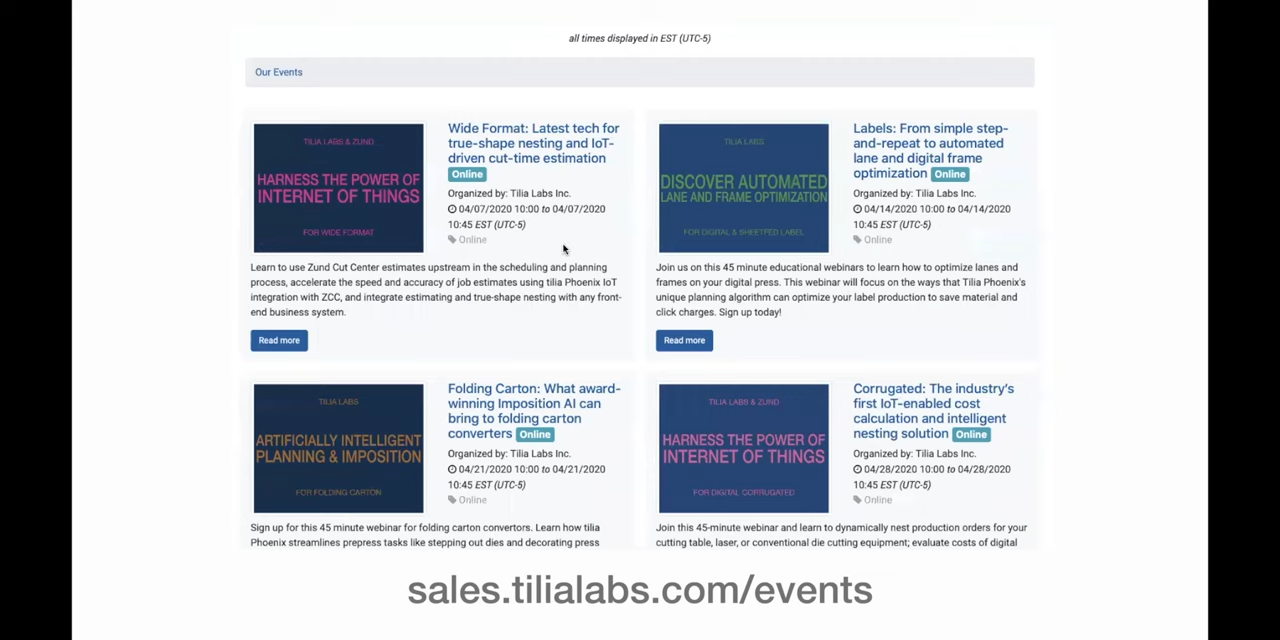 all times displayed in EST (UTC-5)
Our Events
TILIA LABS & ZUND
HARNESS THE POWER OF
INTERNET OF THINGS
FOR WIDE FORMAT
Wide Format: Latest tech for
true-shape nesting and IoT-
driven cut-time estimation
Online
Organized by: Tilia Labs Inc.
04/07/2020 10:00 to 04/07/2020
10:45 EST (UTC-5)
Online
Learn to use Zund Cut Center estimates upstream in the scheduling and planning
process, accelerate the speed and accuracy of job estimates using tilia Phoenix IoT
integration with ZCC, and integrate estimating and true-shape nesting with any front-
end business system.
Read more
TILIA LABS
DISCOVER AUTOMATED
LANE AND FRAME OPTIMIZATION
FOR DIGITAL & SHEETFED LABEL
Labels: From simple step-
and-repeat to automated
lane and digital frame
optimization Online
Organized by: Tilia Labs Inc.
04/14/2020 10:00 to 04/14/2020
10:45 EST (UTC-5)
Online
Join us on this 45 minute educational webinars to learn how to optimize lanes and
frames on your digital press. This webinar will focus on the ways that Tilia Phoenix's
unique planning algorithm can optimize your label production to save material and
click charges. Sign up today!
Read more
TILIA LABS
ARTIFICIALLY INTELLIGENT
PLANNING & IMPOSITION
FOR FOLDING CARTON
Folding Carton: What award-
winning Imposition AI can
bring to folding carton
converters Online
Organized by: Tilia Labs Inc.
04/21/2020 10:00 to 04/21/2020
10:45 EST (UTC-5)
Online
Sign up for this 45 minute webinar for folding carton convertors. Learn how tilia
Phoenix streamlines prepress tasks like stepping out dies and decorating press
TILIA LABS & ZUND
HARNESS THE POWER OF
INTERNET OF THINGS
FOR DIGITAL CORRUGATED
Corrugated: The industry's
first IoT-enabled cost
calculation and intelligent
nesting solution Online
Organized by: Tilia Labs Inc.
04/28/2020 10:00 to 04/28/2020
10:45 EST (UTC-5)
Online
Join this 45-minute webinar and learn to dynamically nest production orders for your
cutting table, laser, or conventional die cutting equipment; evaluate costs of digital
sales.tilialabs.com/events